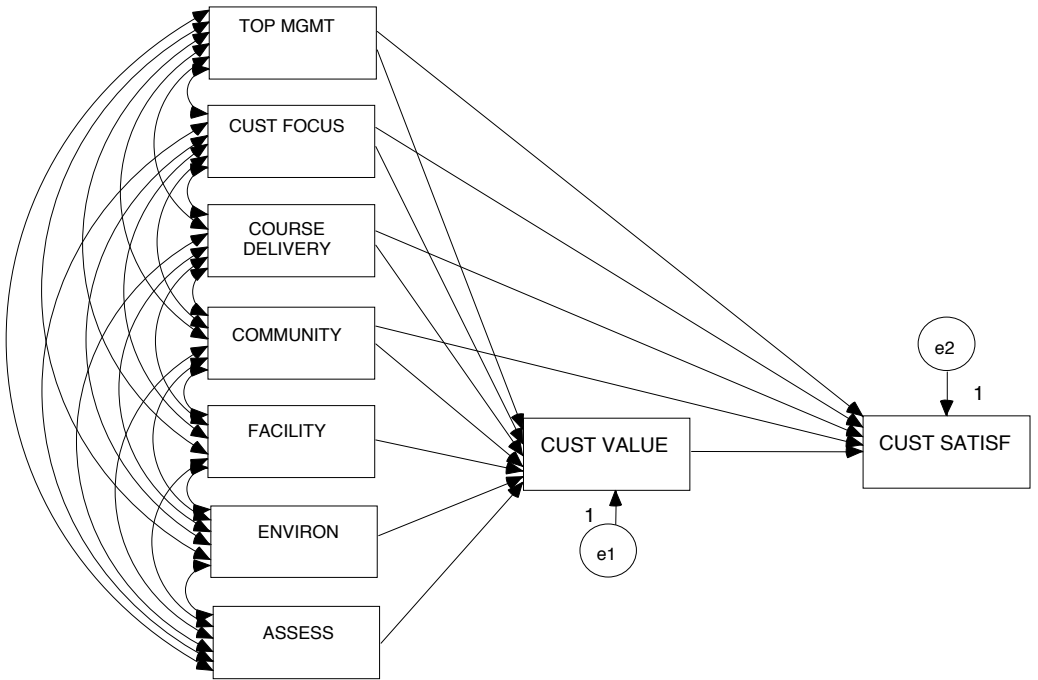 TOP MGMT
CUST FOCUS
COURSE
DELIVERY
COMMUNITY
FACILITY
ENVIRON
ASSESS
CUST VALUE
1
e1
e2
1
CUST SATISF